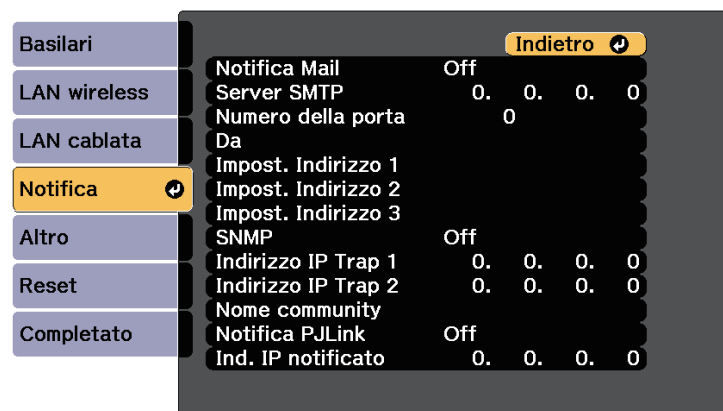 Basilari
LAN wireless
LAN cablata
Notifica
Altro
Reset
Completato
Indietro
Notifica Mail Off
Server SMTP 0. 0. 0. 0
Numero della porta 0
Da
Impost. Indirizzo 1
Impost. Indirizzo 2
Impost. Indirizzo 3
SNMP Off
Indirizzo IP Trap 1 0. 0. 0. 0
Indirizzo IP Trap 2 0. 0. 0. 0
Nome community
Notifica PJLink Off
Ind. IP notificato 0. 0. 0. 0